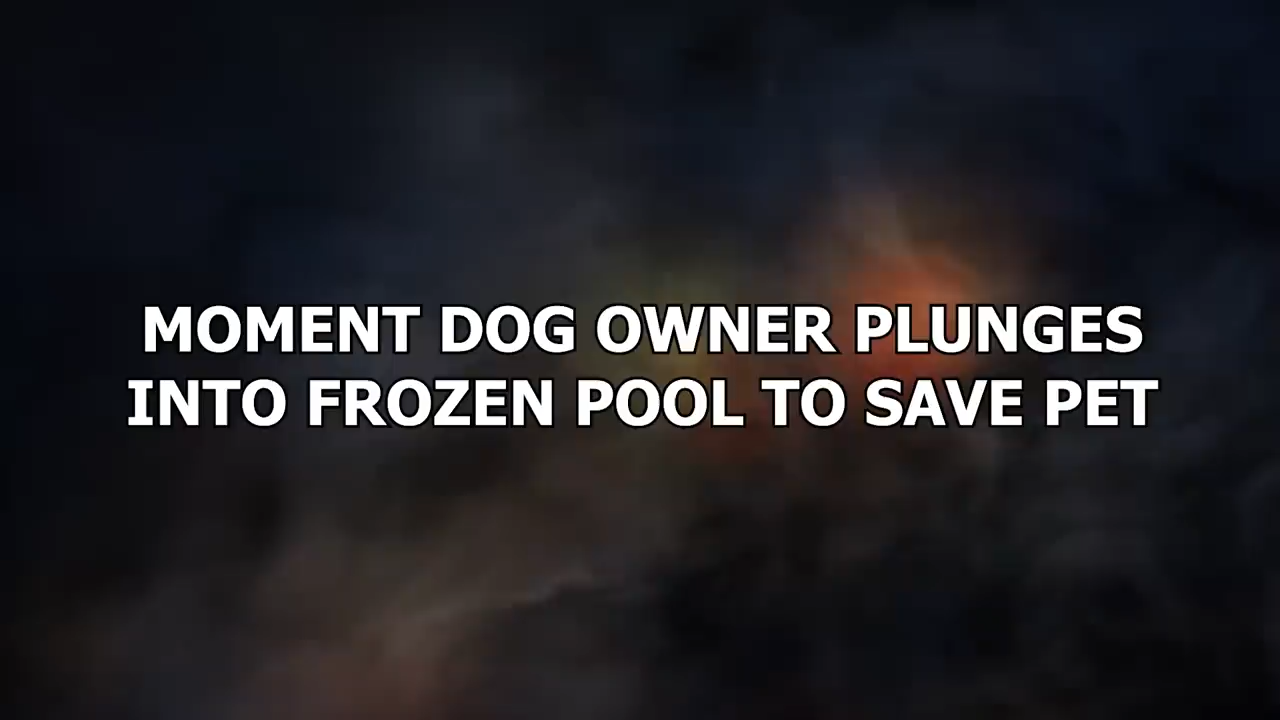 MOMENT DOG OWNER PLUNGES
INTO FROZEN POOL TO SAVE PET